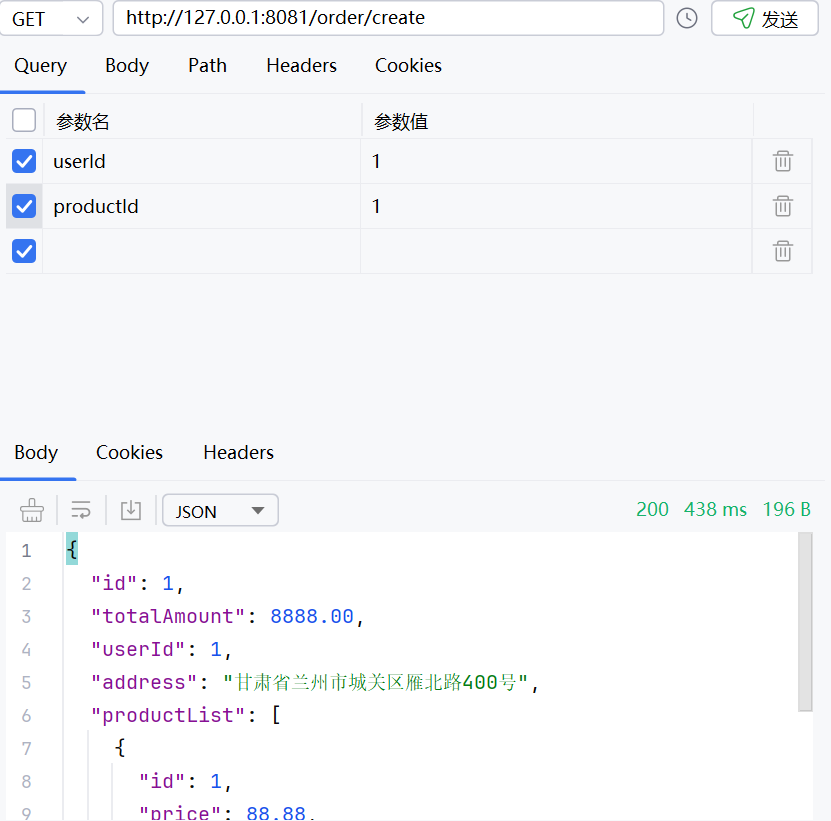 GET http://127.0.0.1:8081/order/create 发送
Query Body Path Headers Cookies
参数名 参数值
userId 1
productId 1
Body Cookies Headers
JSON 200 438 ms 196 B
1 {
2 "id": 1,
3 "totalAmount": 8888.00,
4 "userId": 1,
5 "address": "甘肃省兰州市城关区雁北路400号",
6 "productList": [
7 {
8 "id": 1,
9 "price": 88.88,